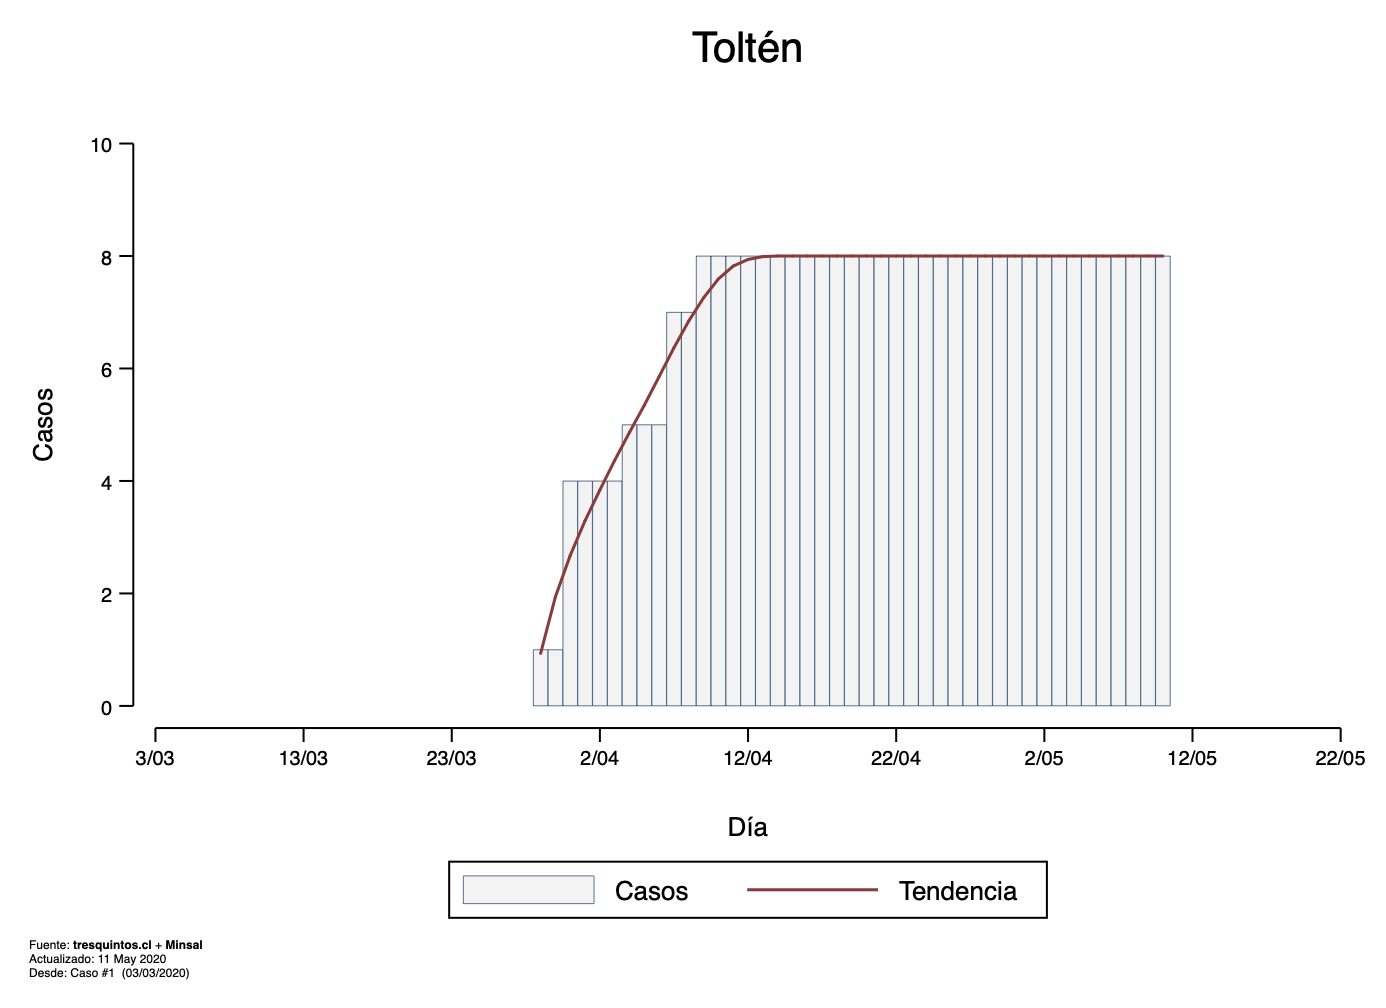 Toltén
10
8
6
4
2
0
Casos
3/03 13/03 23/03 2/04 12/04 22/04 2/05 12/05 22/05
Día
Casos Tendencia
Fuente: tresquintos.cl + Minsal
Actualizado: 11 May 2020
Desde: Caso #1 (03/03/2020)